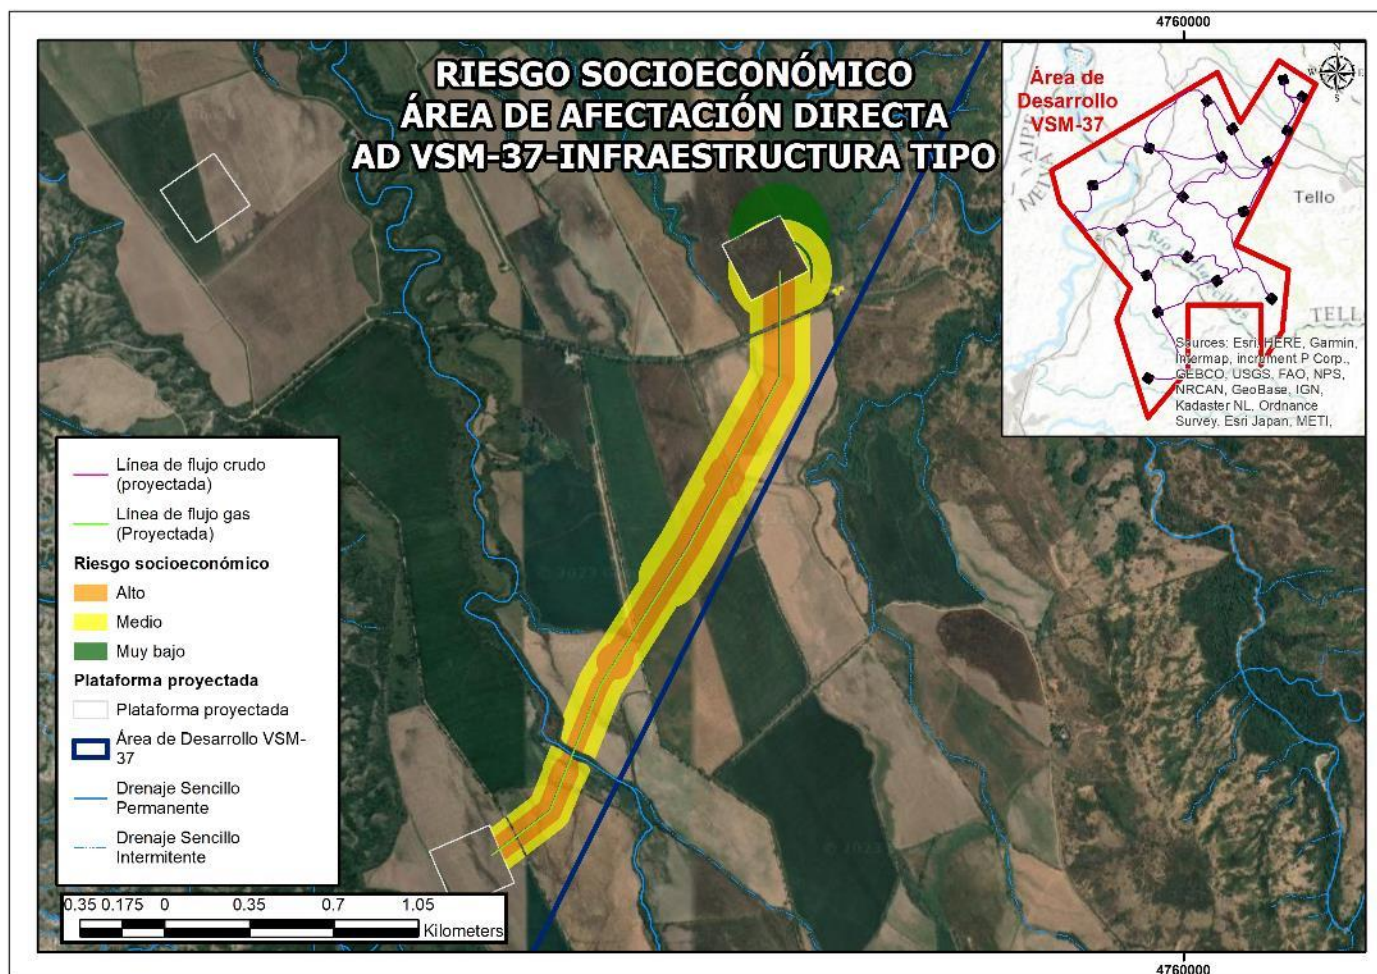 4760000
RIESGO SOCIOECONÓMICO
ÁREA DE AFECTACIÓN DIRECTA
AD VSM-37-INFRAESTRUCTURA TIPO
Área de
Desarrollo
VSM-37
N
W
E
S
AIPE
NEIVA
Tello
TELL
Sources: Esri, HERE, Garmin,
Intermap, increment P Corp.,
GEBCO, USGS, FAO, NPS,
NRCAN, GeoBase, IGN,
Kadaster NL, Ordnance
Survey, Esri Japan, METI,
Línea de flujo crudo
(proyectada)
Línea de flujo gas
(Proyectada)
Riesgo socioeconómico
Alto
Medio
Muy bajo
Plataforma proyectada
Plataforma proyectada
Área de Desarrollo VSM-
37
Drenaje Sencillo
Permanente
Drenaje Sencillo
Intermitente
0.35 0.175 0 0.35 0.7 1.05
Kilometers
4760000